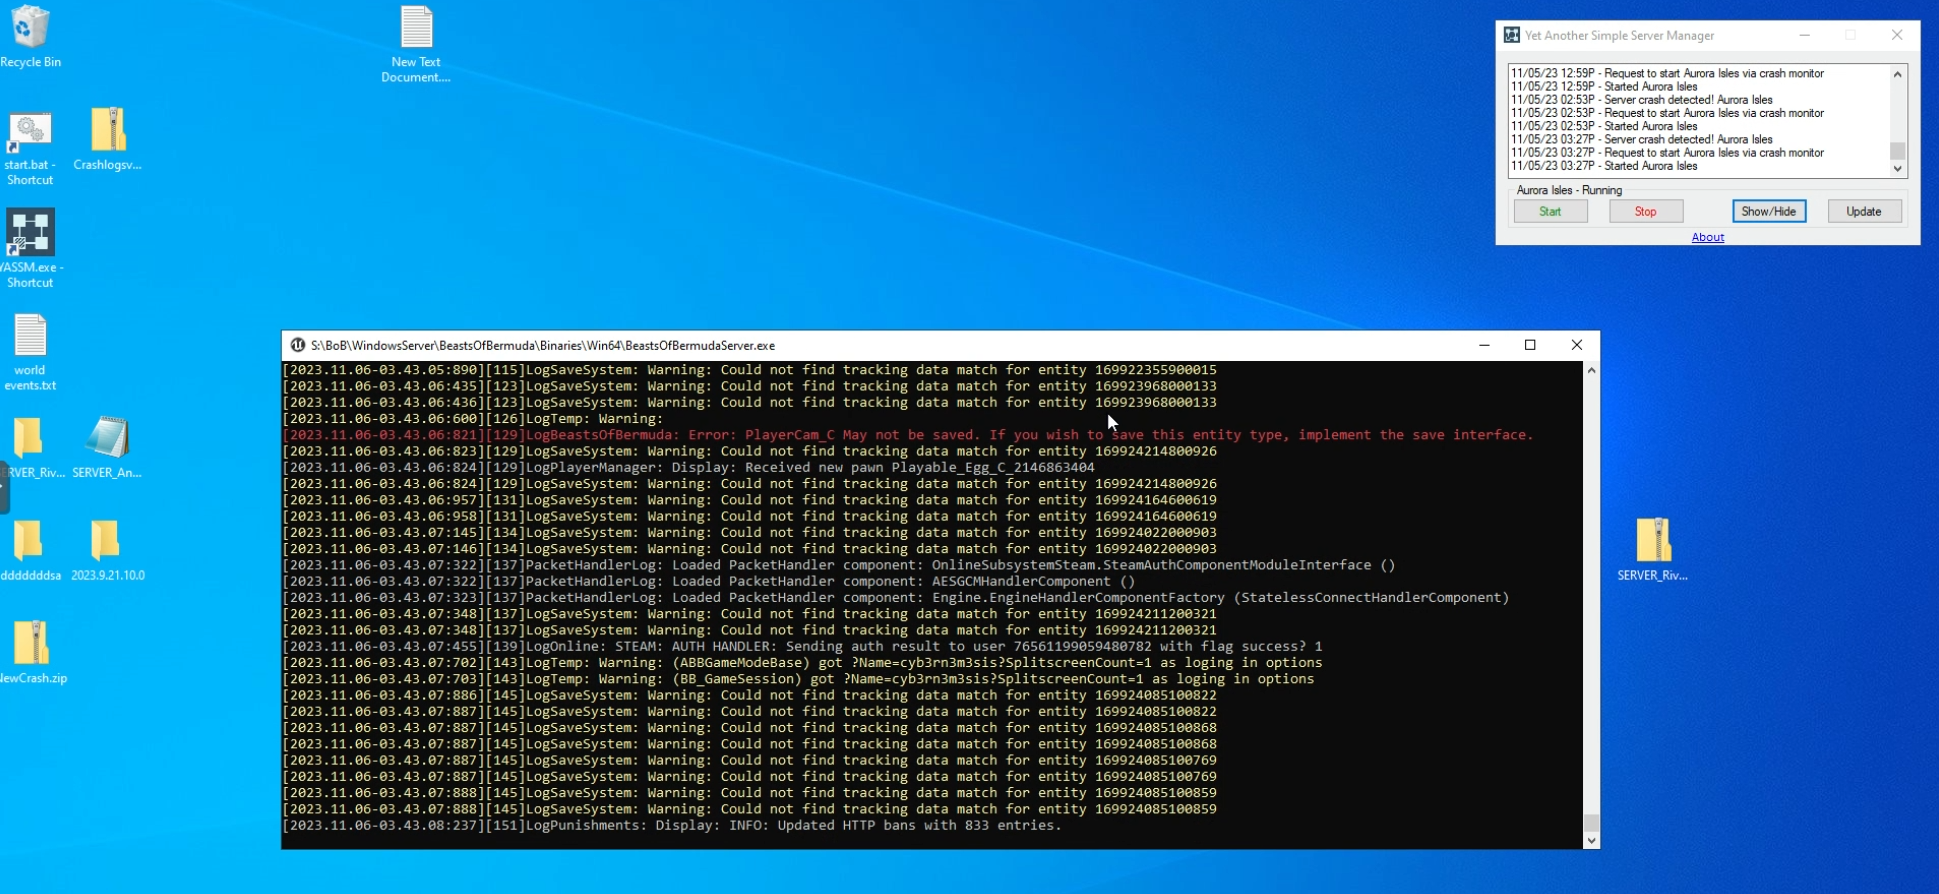 Recycle Bin
New Text
Document....
start.bat -
Shortcut
Crashlogsv...
YASSM.exe -
Shortcut
world
events.txt
ERVER_Riv...
SERVER_An...
dddddddsa
2023.9.21.10.0
NewCrash.zip
SERVER_Riv...
Yet Another Simple Server Manager
11/05/23 12:59P - Request to start Aurora Isles via crash monitor
11/05/23 12:59P - Started Aurora Isles
11/05/23 02:53P - Server crash detected! Aurora Isles
11/05/23 02:53P - Request to start Aurora Isles via crash monitor
11/05/23 02:53P - Started Aurora Isles
11/05/23 03:27P - Server crash detected! Aurora Isles
11/05/23 03:27P - Request to start Aurora Isles via crash monitor
11/05/23 03:27P - Started Aurora Isles
Aurora Isles - Running
Start Stop Show/Hide Update
About
S:\BoB\WindowsServer\BeastsOfBermuda\Binaries\Win64\BeastsOfBermudaServer.exe
[2023.11.06-03.43.05:890][115]LogSaveSystem: Warning: Could not find tracking data match for entity 169922355900015
[2023.11.06-03.43.06:435][123]LogSaveSystem: Warning: Could not find tracking data match for entity 169923968000133
[2023.11.06-03.43.06:436][123]LogSaveSystem: Warning: Could not find tracking data match for entity 169923968000133
[2023.11.06-03.43.06:600][126]LogTemp: Warning:
[2023.11.06-03.43.06:821][129]LogBeastsOfBermuda: Error: PlayerCam_C May not be saved. If you wish to save this entity type, implement the save interface.
[2023.11.06-03.43.06:823][129]LogSaveSystem: Warning: Could not find tracking data match for entity 169924214800926
[2023.11.06-03.43.06:824][129]LogPlayerManager: Display: Received new pawn Playable_Egg_C_2146863404
[2023.11.06-03.43.06:824][129]LogSaveSystem: Warning: Could not find tracking data match for entity 169924214800926
[2023.11.06-03.43.06:957][131]LogSaveSystem: Warning: Could not find tracking data match for entity 169924164600619
[2023.11.06-03.43.06:958][131]LogSaveSystem: Warning: Could not find tracking data match for entity 169924164600619
[2023.11.06-03.43.07:145][134]LogSaveSystem: Warning: Could not find tracking data match for entity 169924022000903
[2023.11.06-03.43.07:146][134]LogSaveSystem: Warning: Could not find tracking data match for entity 169924022000903
[2023.11.06-03.43.07:322][137]PacketHandlerLog: Loaded PacketHandler component: OnlineSubsystemSteam.SteamAuthComponentModuleInterface ()
[2023.11.06-03.43.07:322][137]PacketHandlerLog: Loaded PacketHandler component: AESGCMHandlerComponent ()
[2023.11.06-03.43.07:323][137]PacketHandlerLog: Loaded PacketHandler component: Engine.EngineHandlerComponentFactory (StatelessConnectHandlerComponent)
[2023.11.06-03.43.07:348][137]LogSaveSystem: Warning: Could not find tracking data match for entity 169924211200321
[2023.11.06-03.43.07:348][137]LogSaveSystem: Warning: Could not find tracking data match for entity 169924211200321
[2023.11.06-03.43.07:455][139]LogOnline: STEAM: AUTH HANDLER: Sending auth result to user 76561199059480782 with flag success? 1
[2023.11.06-03.43.07:702][143]LogTemp: Warning: (ABBGameModeBase) got ?Name=cyb3rn3m3sis?SplitscreenCount=1 as loging in options
[2023.11.06-03.43.07:703][143]LogTemp: Warning: (BB_GameSession) got ?Name=cyb3rn3m3sis?SplitscreenCount=1 as loging in options
[2023.11.06-03.43.07:886][145]LogSaveSystem: Warning: Could not find tracking data match for entity 169924085100822
[2023.11.06-03.43.07:887][145]LogSaveSystem: Warning: Could not find tracking data match for entity 169924085100822
[2023.11.06-03.43.07:887][145]LogSaveSystem: Warning: Could not find tracking data match for entity 169924085100868
[2023.11.06-03.43.07:887][145]LogSaveSystem: Warning: Could not find tracking data match for entity 169924085100868
[2023.11.06-03.43.07:887][145]LogSaveSystem: Warning: Could not find tracking data match for entity 169924085100769
[2023.11.06-03.43.07:887][145]LogSaveSystem: Warning: Could not find tracking data match for entity 169924085100769
[2023.11.06-03.43.07:888][145]LogSaveSystem: Warning: Could not find tracking data match for entity 169924085100859
[2023.11.06-03.43.07:888][145]LogSaveSystem: Warning: Could not find tracking data match for entity 169924085100859
[2023.11.06-03.43.08:237][151]LogPunishments: Display: INFO: Updated HTTP bans with 833 entries.